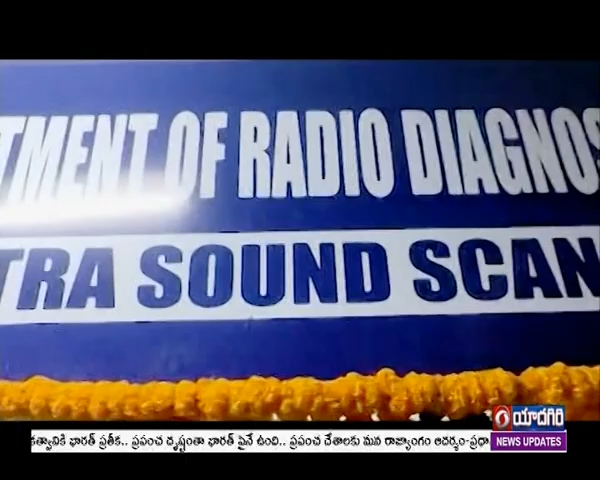 TMENT OF RADIO DIAGNOS
TRA SOUND SCAN
యాదగిరి
కత్వానికి భారత్ ప్రతీక.. ప్రపంచ దృష్టంతా భారత్ పైనే ఉంది.. ప్రపంచ దేశాలకు మన రాజ్యాంగం ఆదర్శం-ప్రధా
NEWS UPDATES